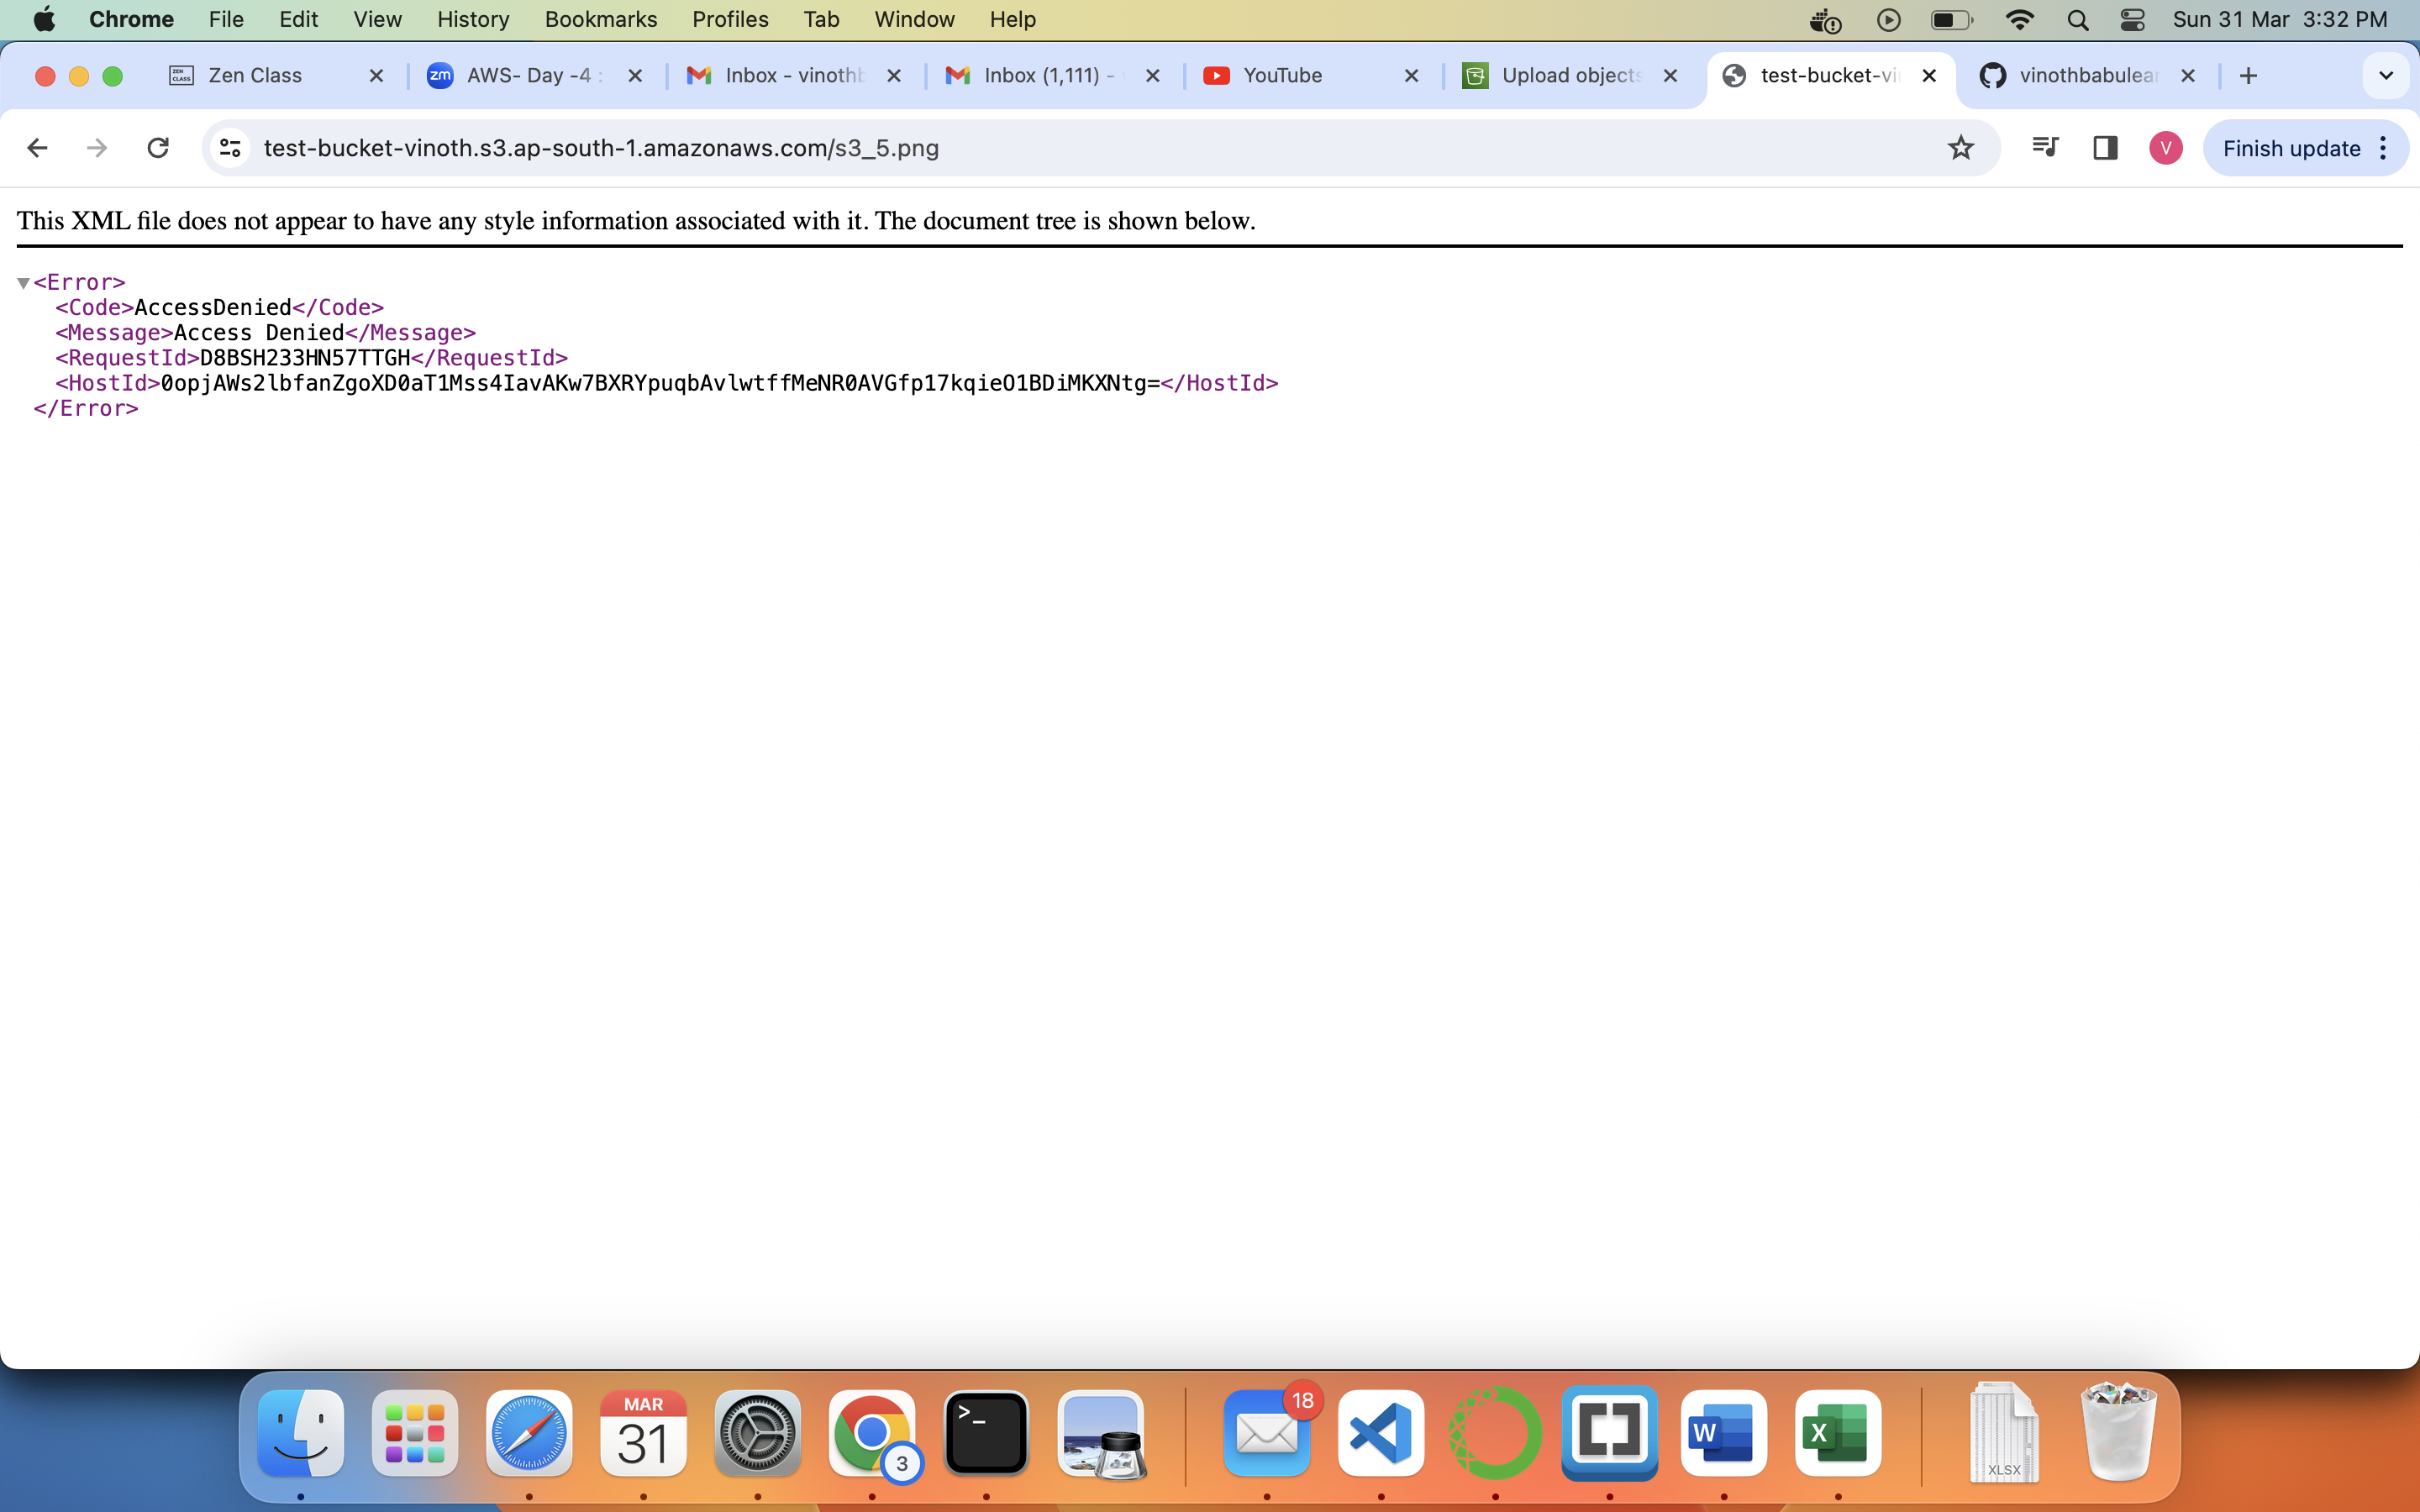 Chrome File Edit View History Bookmarks Profiles Tab Window Help Sun 31 Mar 3:32 PM
ZEN CLASS Zen Class zm AWS- Day -4 : Inbox - vinothb Inbox (1,111) - YouTube Upload objects test-bucket-vi vinothbabulear
test-bucket-vinoth.s3.ap-south-1.amazonaws.com/s3_5.png V Finish update
This XML file does not appear to have any style information associated with it. The document tree is shown below.
<Error>
<Code>AccessDenied</Code>
<Message>Access Denied</Message>
<RequestId>D8BSH233HN57TTGH</RequestId>
<HostId>0opjAWs2lbfanZgoXD0aT1Mss4IavAKw7BXRYpuqbAvlwtffMeNR0AVGfp17kqieO1BDiMKXNtg=</HostId>
</Error>
MAR
31
3
>_
18
W
X
XLSX